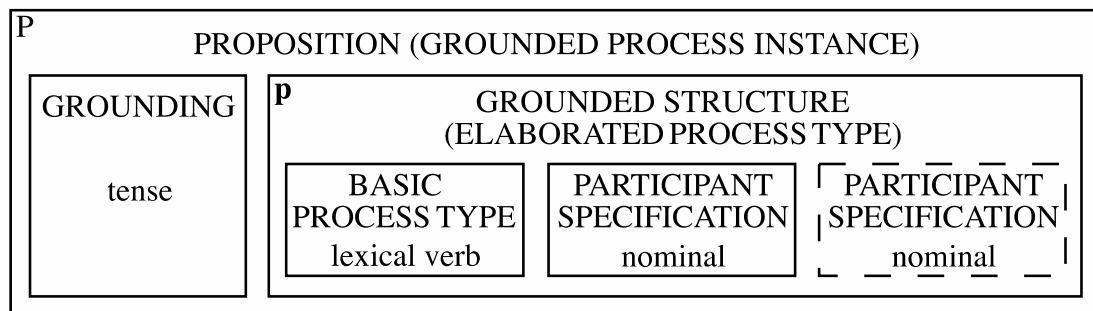 P
PROPOSITION (GROUNDED PROCESS INSTANCE)
GROUNDING
tense
p
GROUNDED STRUCTURE
(ELABORATED PROCESS TYPE)
BASIC
PROCESS TYPE
lexical verb
PARTICIPANT
SPECIFICATION
nominal
PARTICIPANT
SPECIFICATION
nominal